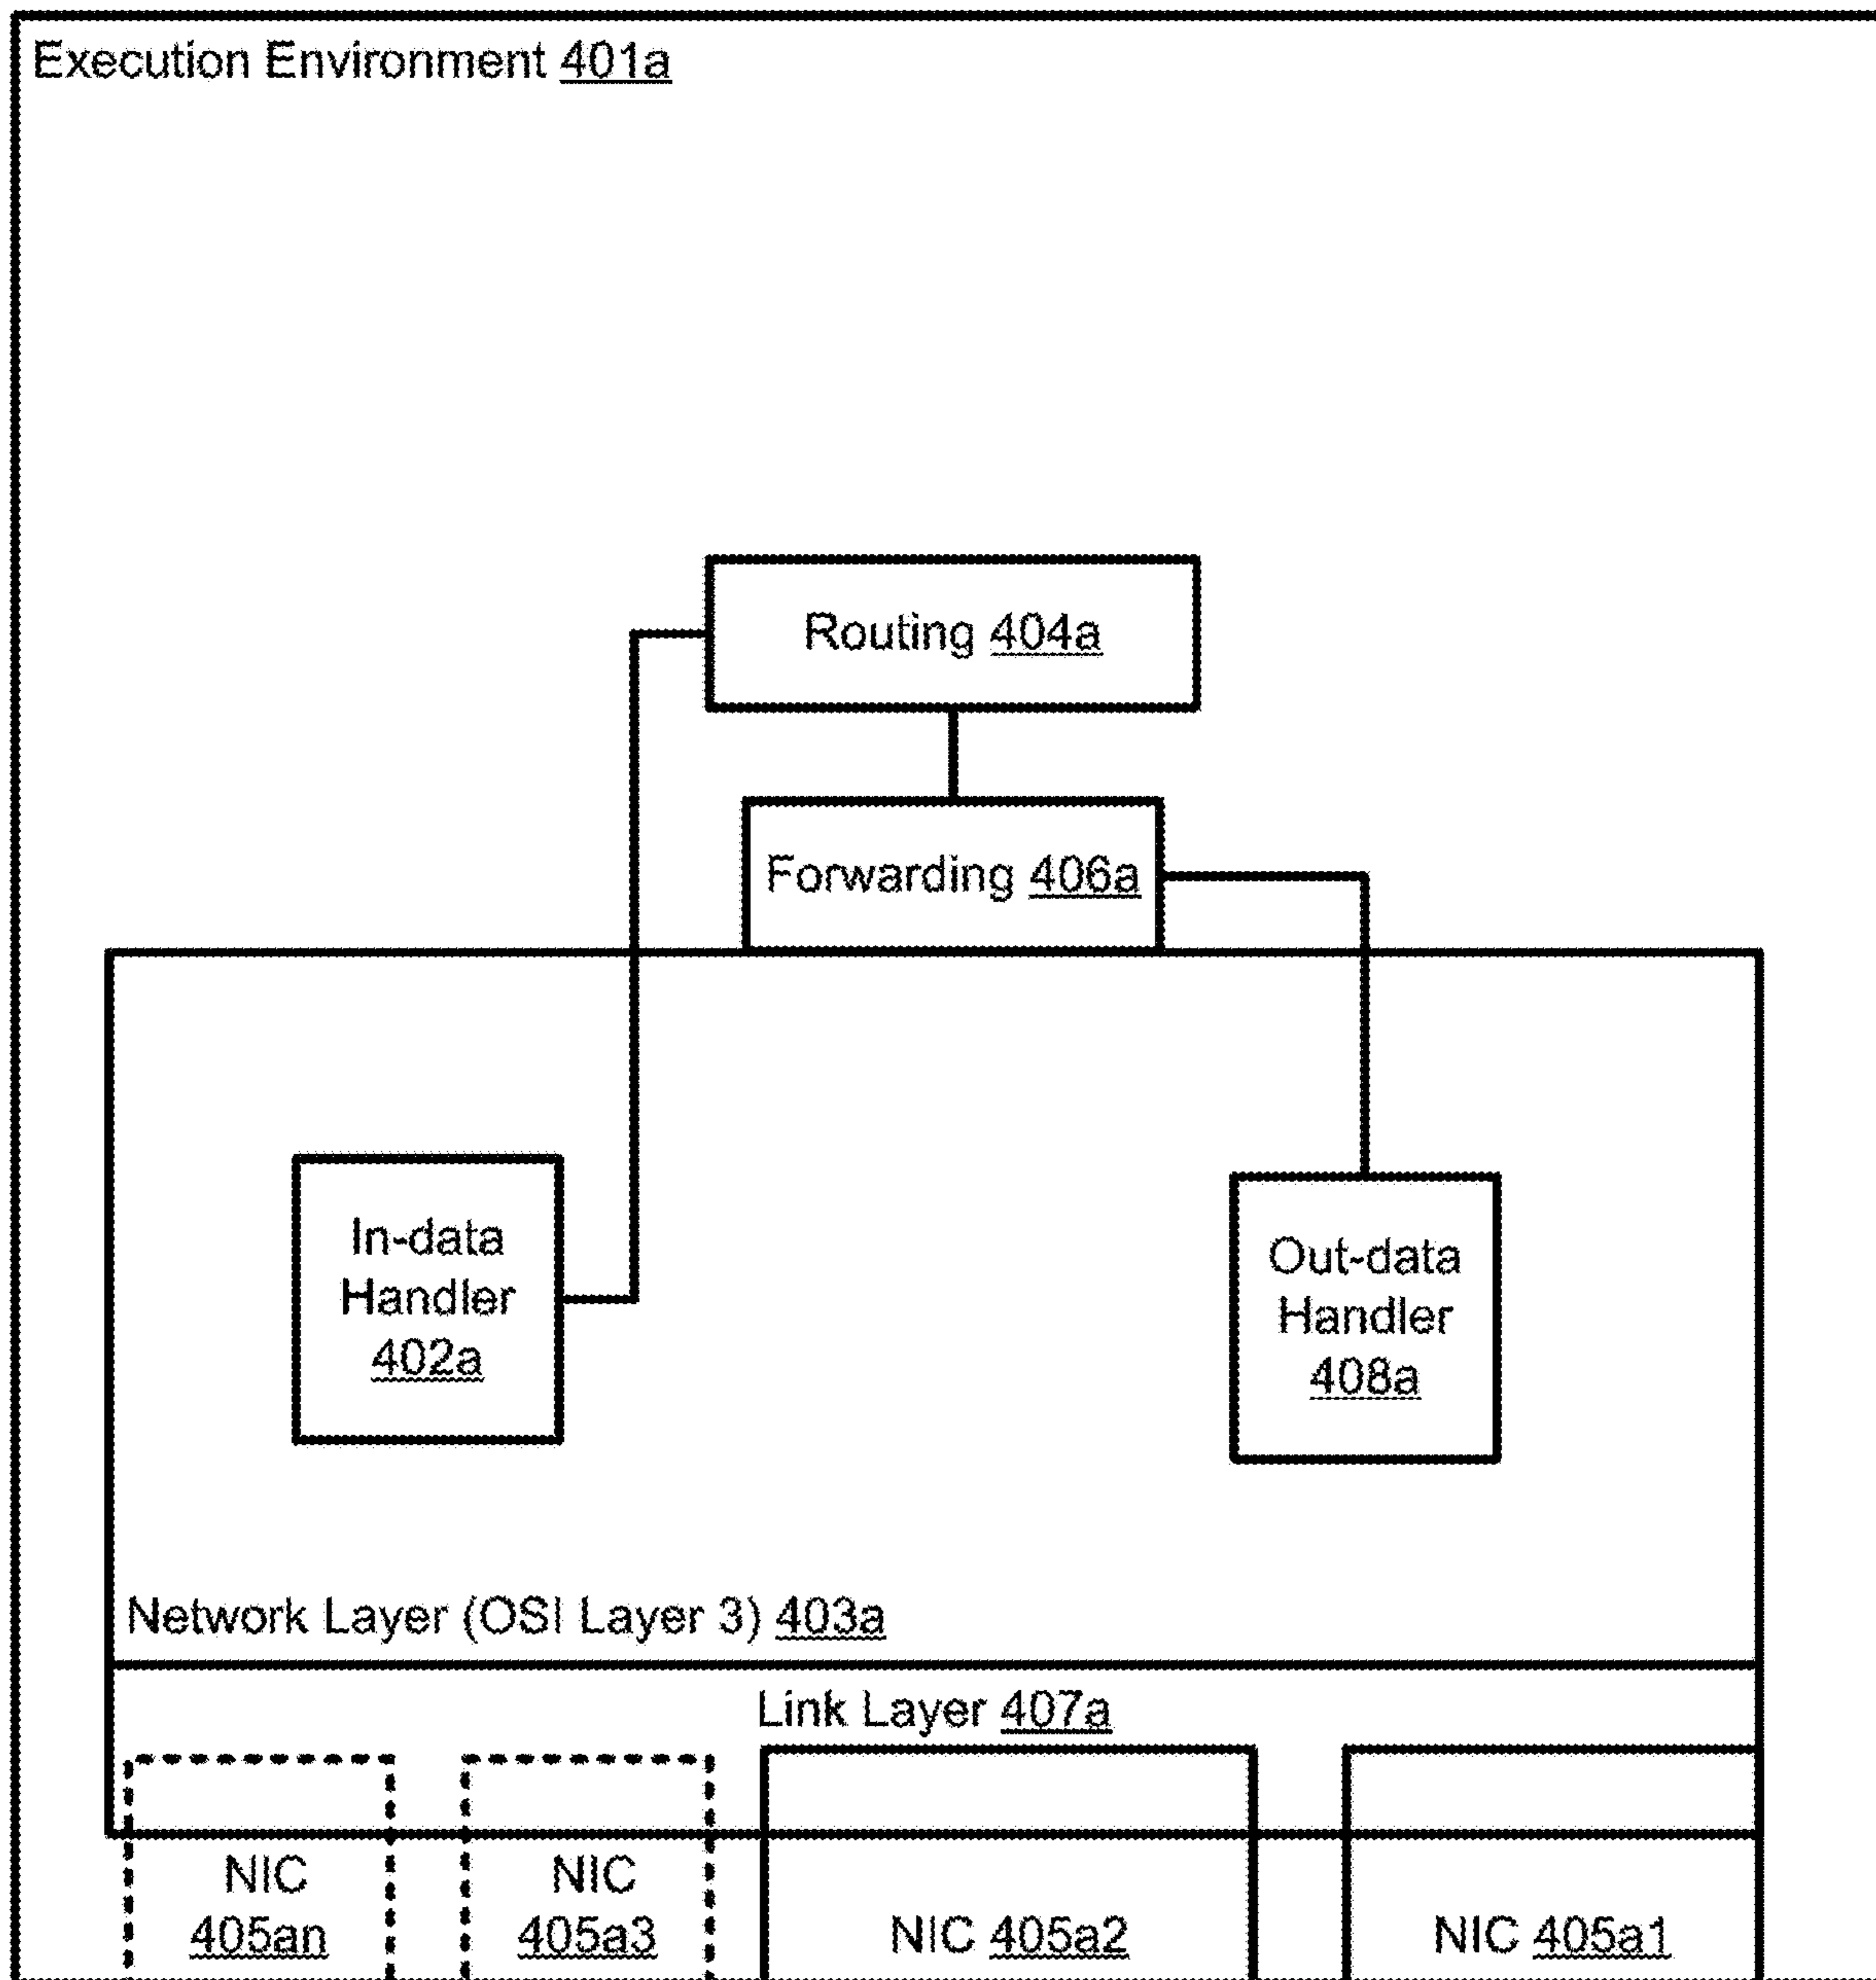 Execution Environment 401a
Routing 404a
Forwarding 406a
In-data
Handler
402a
Out-data
Handler
408a
Network Layer (OSI Layer 3) 403a
Link Layer 407a
NIC
405an
NIC
405a3
NIC 405a2
NIC 405a1